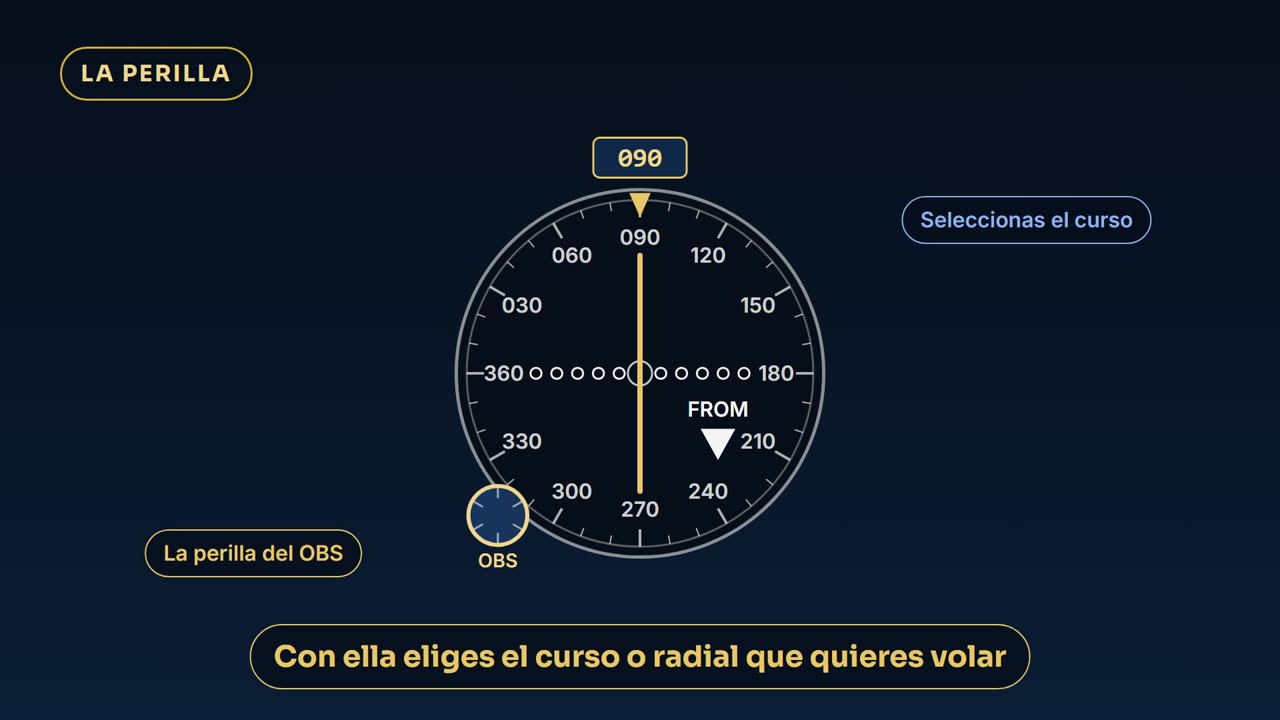 LA PERILLA
090
Seleccionas el curso
090
060
120
030
150
360
180
FROM
330
210
300
240
270
OBS
La perilla del OBS
Con ella eliges el curso o radial que quieres volar